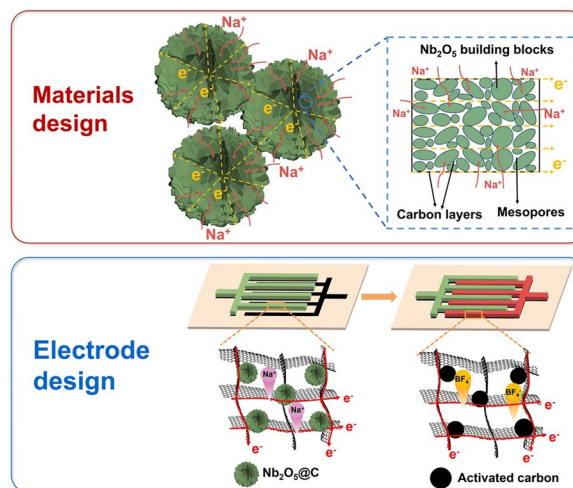 Materials
design
Na⁺
Na⁺
e⁻
e⁻
e⁻
e⁻
Na⁺
Na⁺
Nb₂O₅ building blocks
Na⁺
Na⁺
e⁻
Na⁺
Na⁺
e⁻
Na⁺
Carbon layers
Mesopores
Electrode
design
Na⁺
Na⁺
e⁻
e⁻
e⁻
Nb₂O₅@C
BF₄⁻
BF₄⁻
e⁻
e⁻
e⁻
Activated carbon